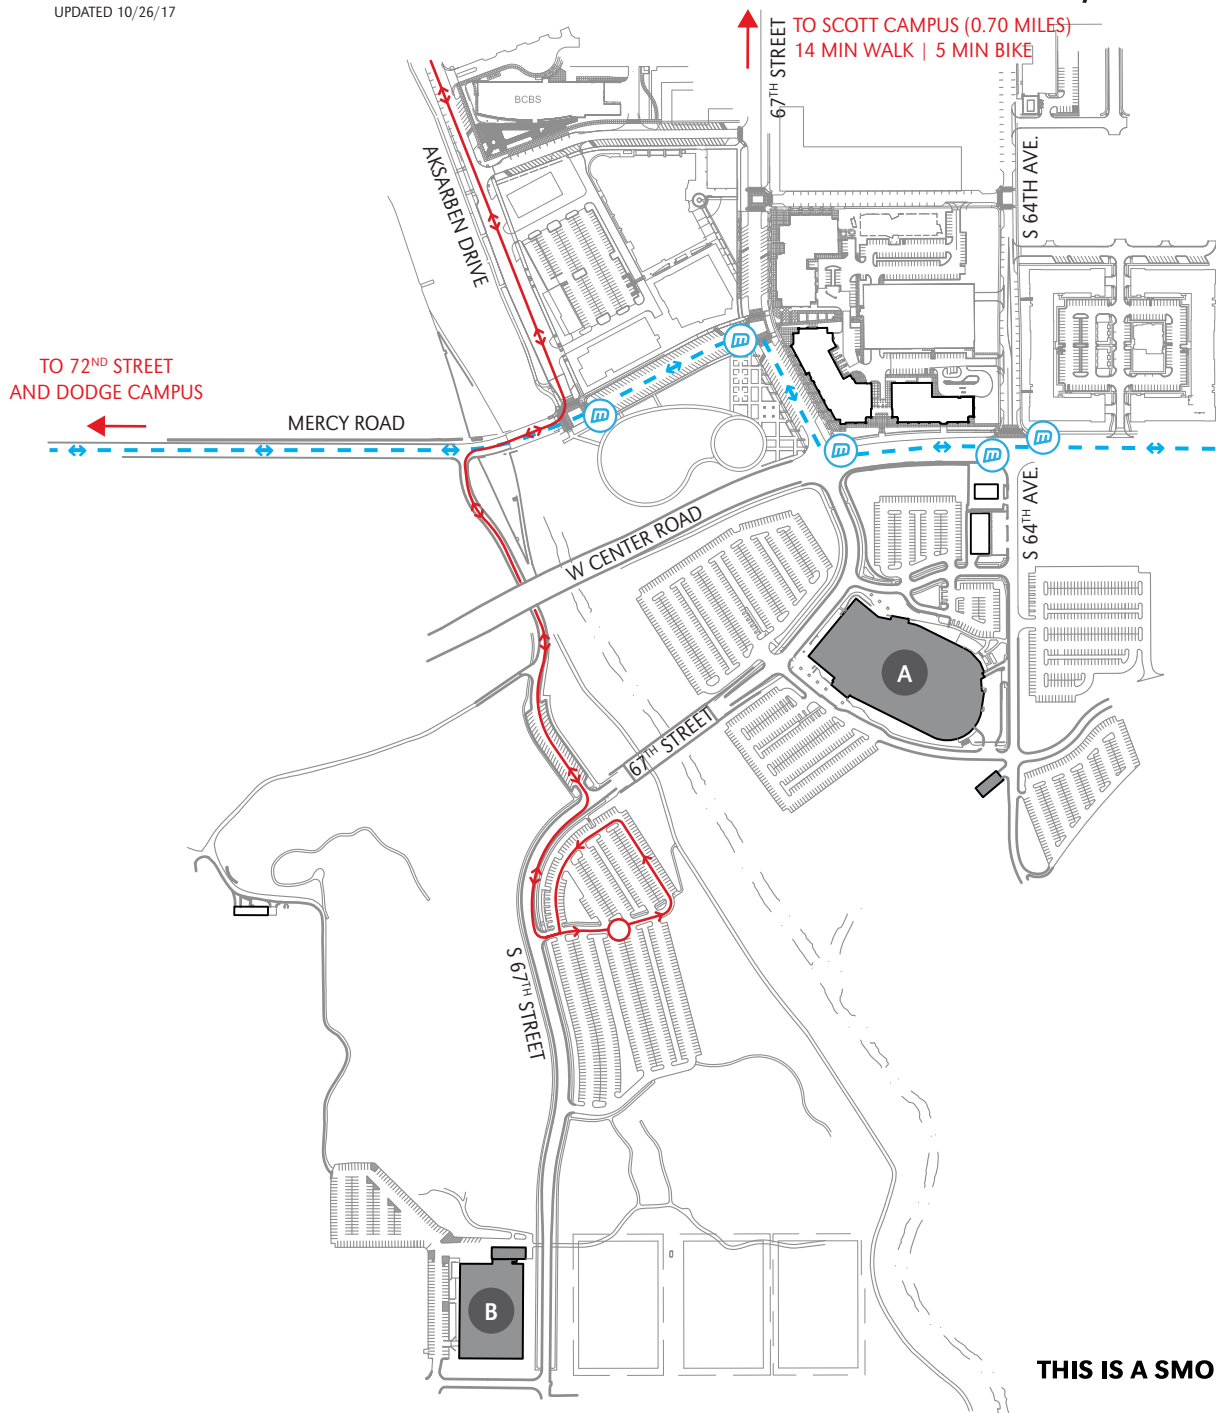 UPDATED 10/26/17
TO SCOTT CAMPUS (0.70 MILES)
14 MIN WALK | 5 MIN BIKE
67TH STREET
BCBS
S 64TH AVE.
AKSARBEN DRIVE
TO 72ND STREET
AND DODGE CAMPUS
MERCY ROAD
W CENTER ROAD
S 64TH AVE.
A
67TH STREET
S 67TH STREET
B
THIS IS A SMO